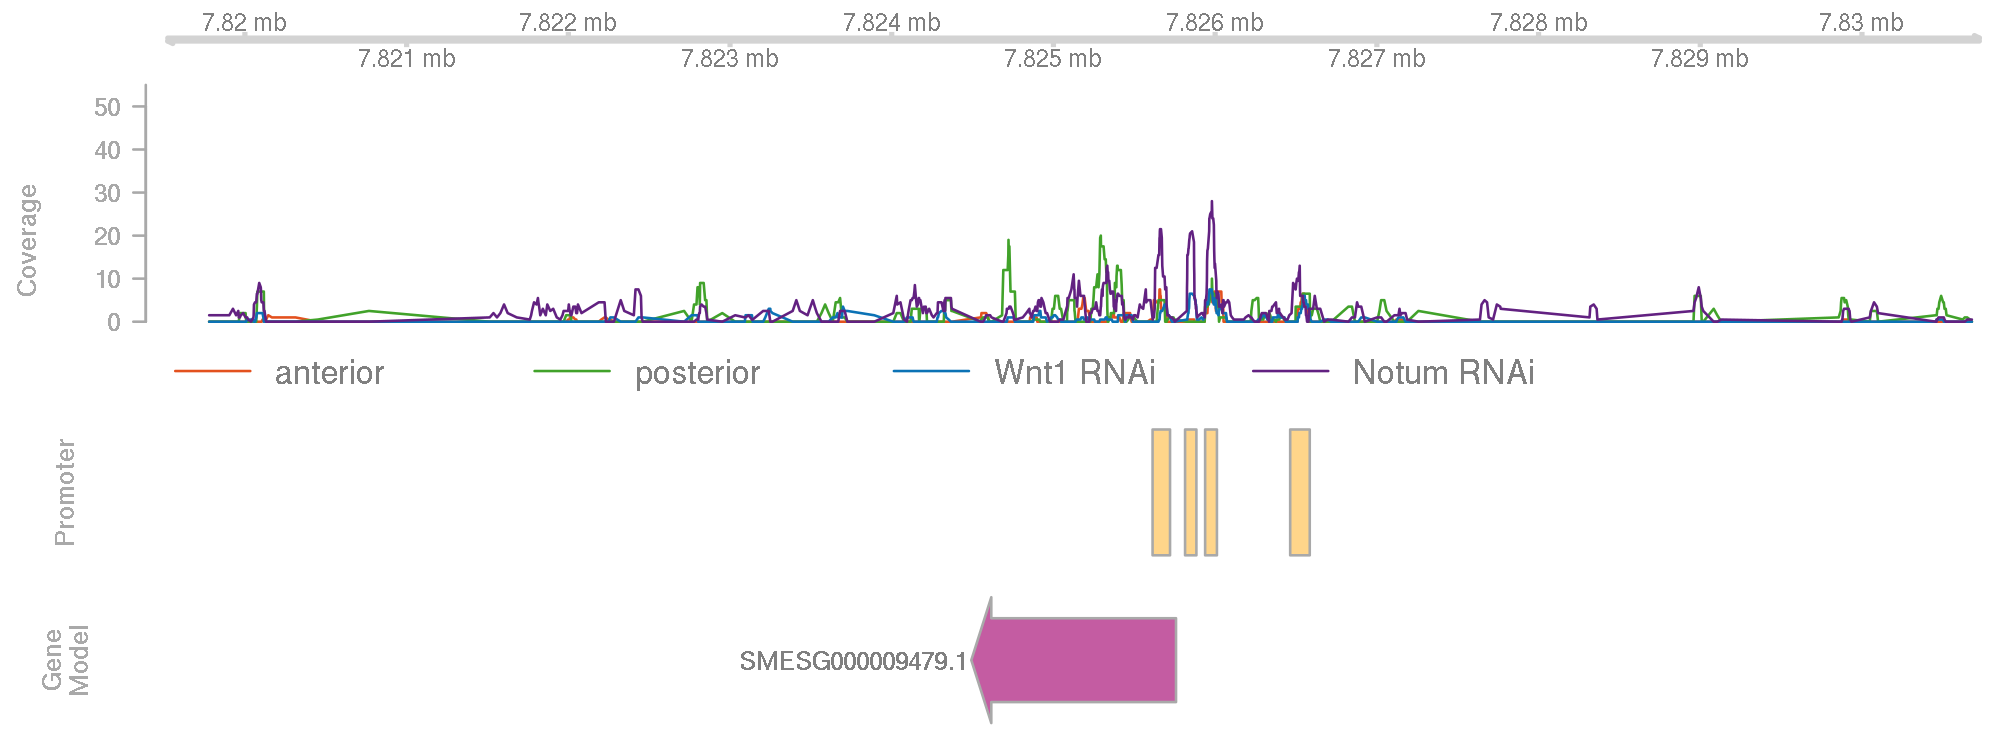 7.82 mb 7.822 mb 7.824 mb 7.826 mb 7.828 mb 7.83 mb
7.821 mb 7.823 mb 7.825 mb 7.827 mb 7.829 mb
50
40
30
20
10
0
Coverage
anterior posterior Wnt1 RNAi Notum RNAi
Promoter
Gene
Model
SMESG000009479.1